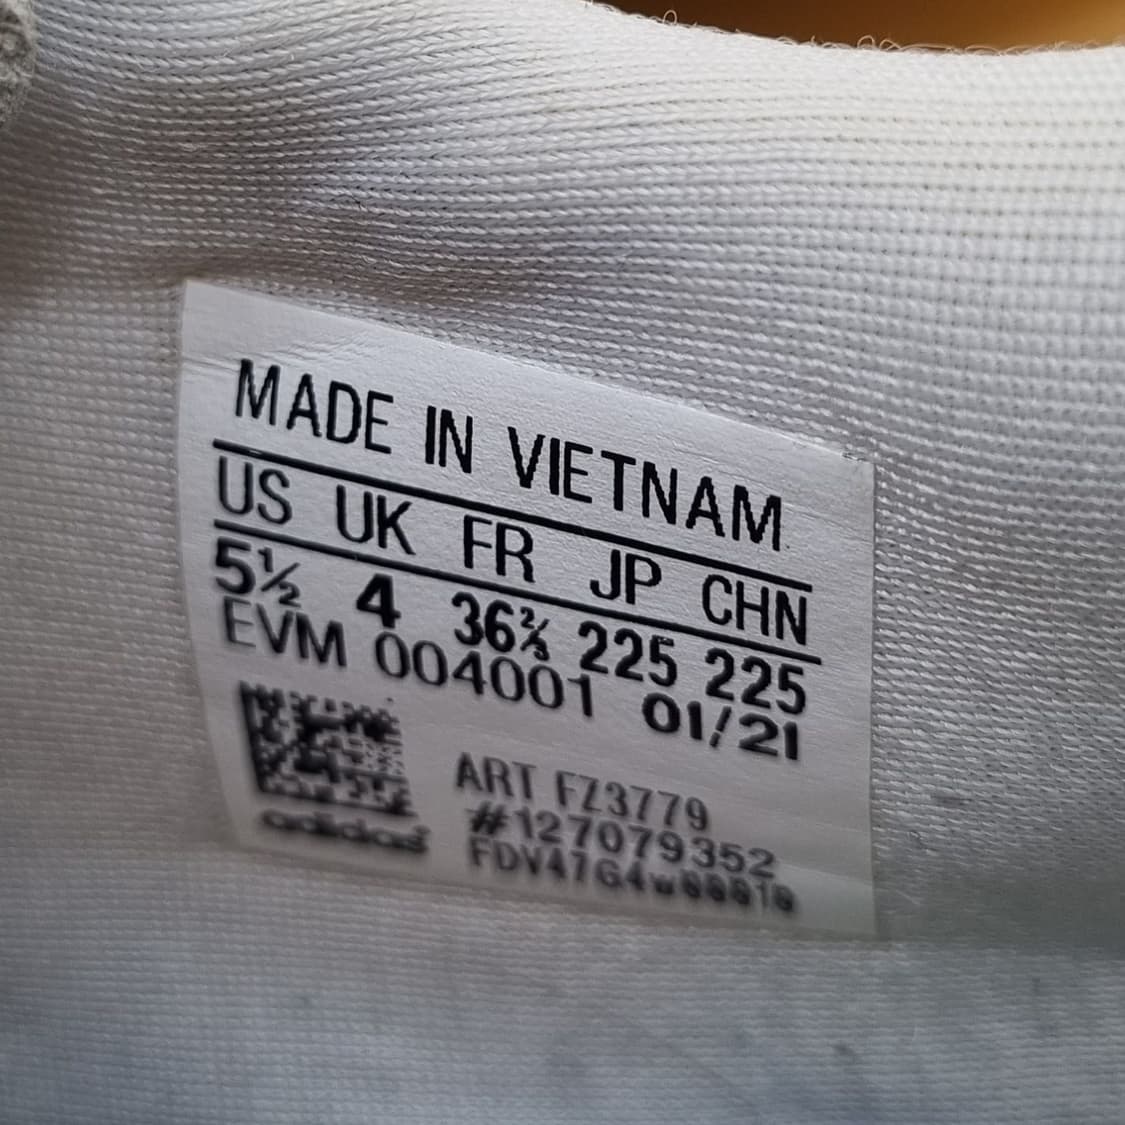 MADE IN VIETNAM
US UK FR JP CHN
5½ 4 36⅔ 225 225
EVM 004001 01/21
ART FZ3779
#127079352
adidas